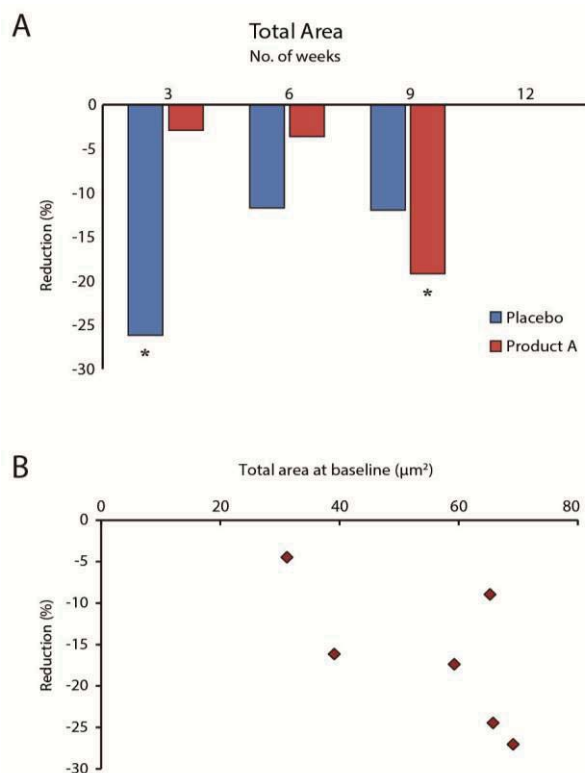 A
Total Area
No. of weeks
3 6 9 12
0
-5
-10
-15
-20
-25
-30
Reduction (%)
*
*
Placebo
Product A
B
Total area at baseline (µm²)
0 20 40 60 80
0
-5
-10
-15
-20
-25
-30
Reduction (%)